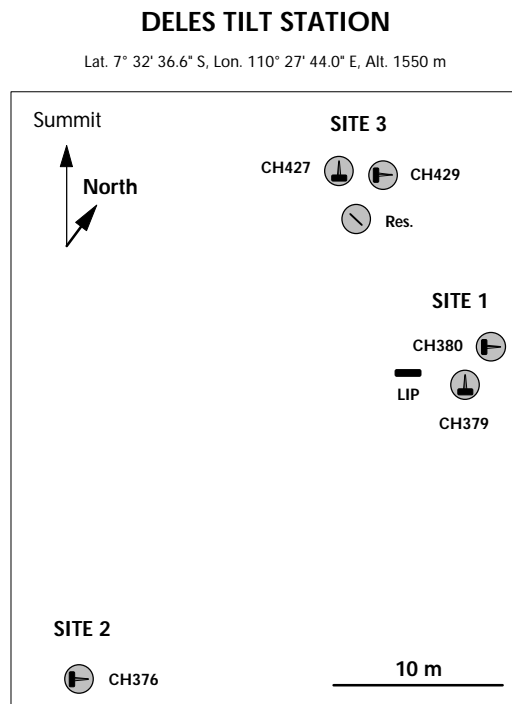 DELES TILT STATION
Lat. 7° 32' 36.6" S, Lon. 110° 27' 44.0" E, Alt. 1550 m
Summit
SITE 3
CH427
CH429
North
Res.
SITE 1
CH380
LIP
CH379
SITE 2
CH376
10 m